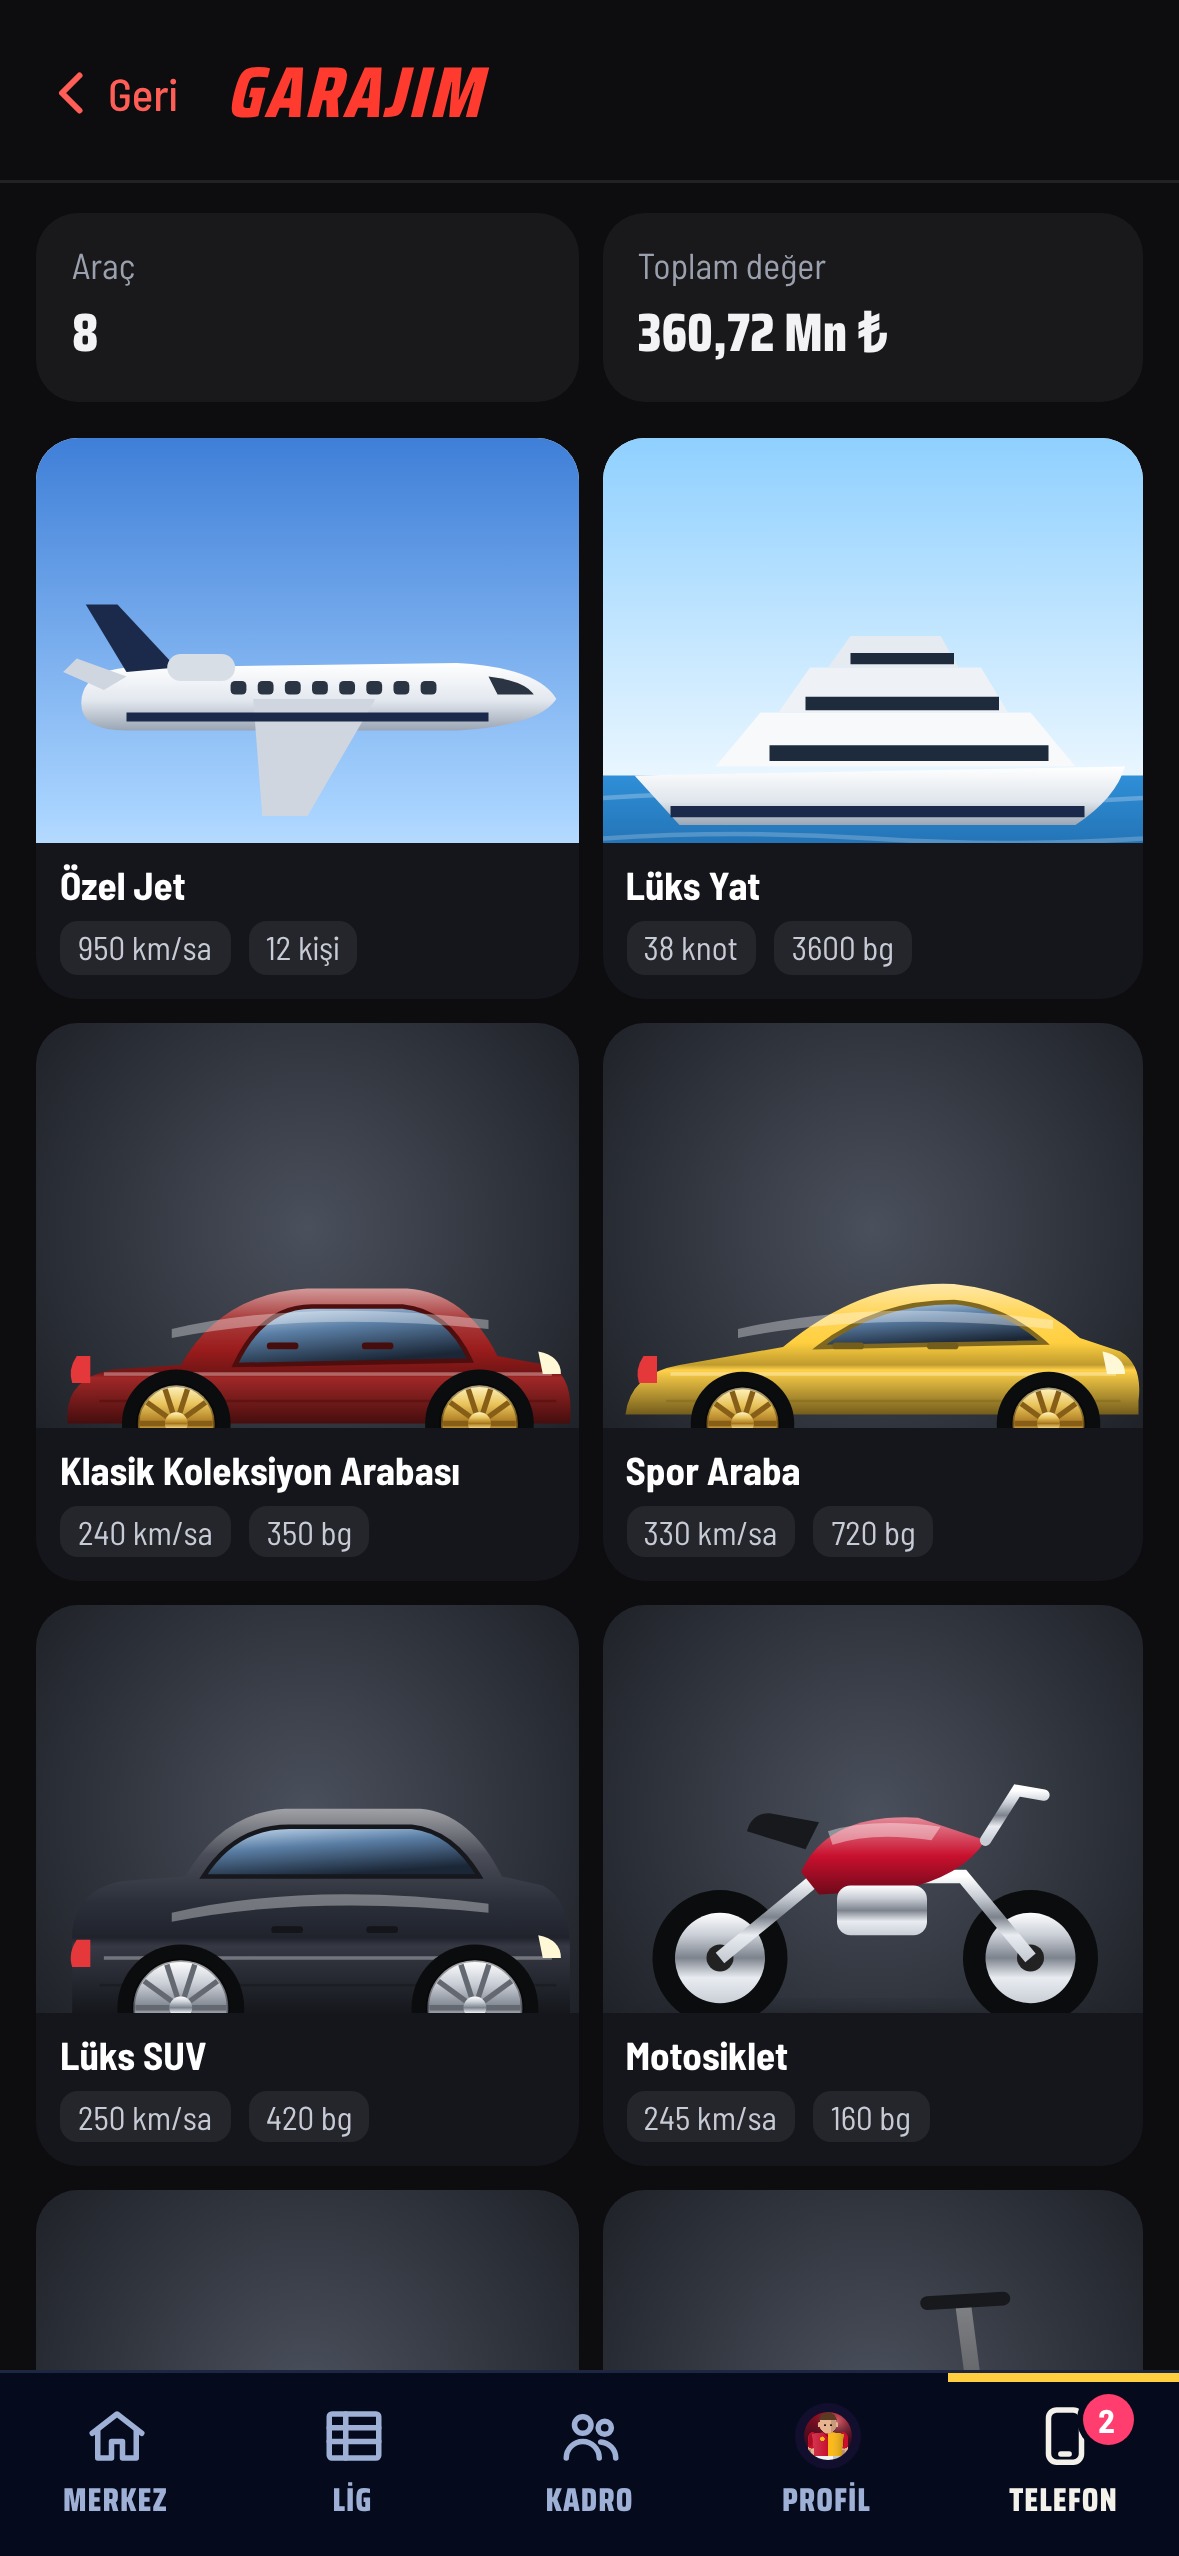 Geri
GARAJIM
Araç
8
Toplam değer
360,72 Mn ₺
Özel Jet
950 km/sa
12 kişi
Lüks Yat
38 knot
3600 bg
Klasik Koleksiyon Arabası
240 km/sa
350 bg
Spor Araba
330 km/sa
720 bg
Lüks SUV
250 km/sa
420 bg
Motosiklet
245 km/sa
160 bg
MERKEZ
LİG
KADRO
PROFİL
2
TELEFON